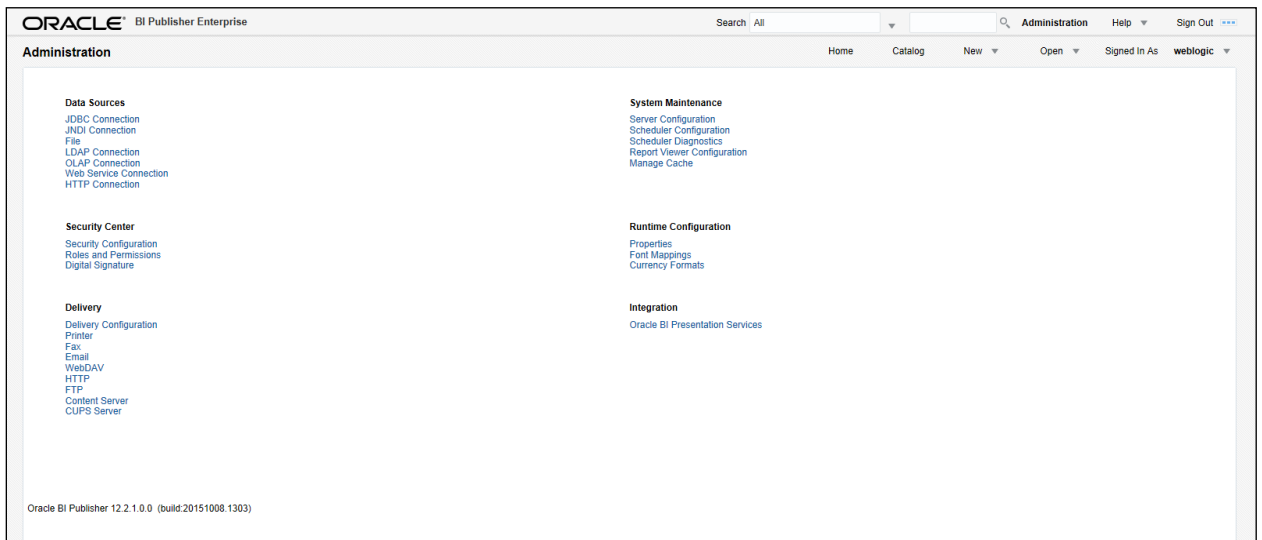 ORACLE BI Publisher Enterprise Search All Administration Help Sign Out
Administration Home Catalog New Open Signed In As weblogic
Data Sources
JDBC Connection
JNDI Connection
File
LDAP Connection
OLAP Connection
Web Service Connection
HTTP Connection
System Maintenance
Server Configuration
Scheduler Configuration
Scheduler Diagnostics
Report Viewer Configuration
Manage Cache
Security Center
Security Configuration
Roles and Permissions
Digital Signature
Runtime Configuration
Properties
Font Mappings
Currency Formats
Delivery
Delivery Configuration
Printer
Fax
Email
WebDAV
HTTP
FTP
Content Server
CUPS Server
Integration
Oracle BI Presentation Services
Oracle BI Publisher 12.2.1.0.0 (build:20151008.1303)